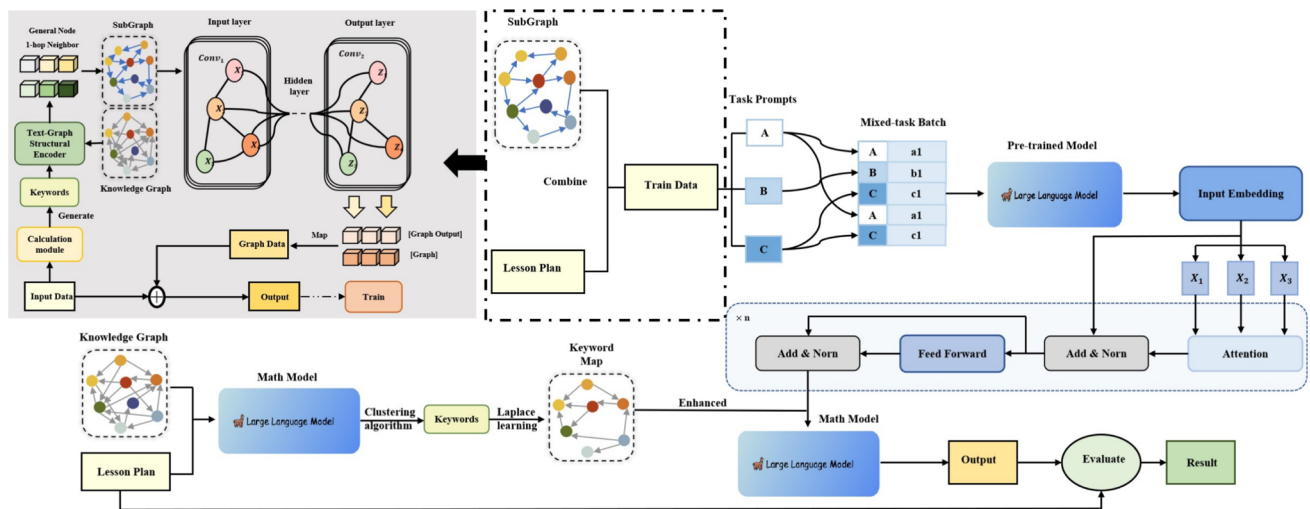 General Node
1-hop Neighbor
SubGraph
Input layer
Output layer
Conv₁
Conv₂
X
X
X
X
Hidden
layer
Z
Z
Z
Z
Text-Graph
Structural
Encoder
Knowledge Graph
Keywords
Generate
Calculation
module
Input Data
Graph Data
Map
[Graph Output]
[Graph]
Output
Train
SubGraph
Combine
Lesson Plan
Train Data
Task Prompts
A
B
C
Mixed-task Batch
A a1
B b1
C c1
A a1
C c1
Pre-trained Model
Large Language Model
Input Embedding
X₁
X₂
X₃
× n
Add & Norn
Feed Forward
Add & Norn
Attention
Knowledge Graph
Lesson Plan
Math Model
Large Language Model
Clustering
algorithm
Keywords
Laplace
learning
Keyword
Map
Enhanced
Math Model
Large Language Model
Output
Evaluate
Result